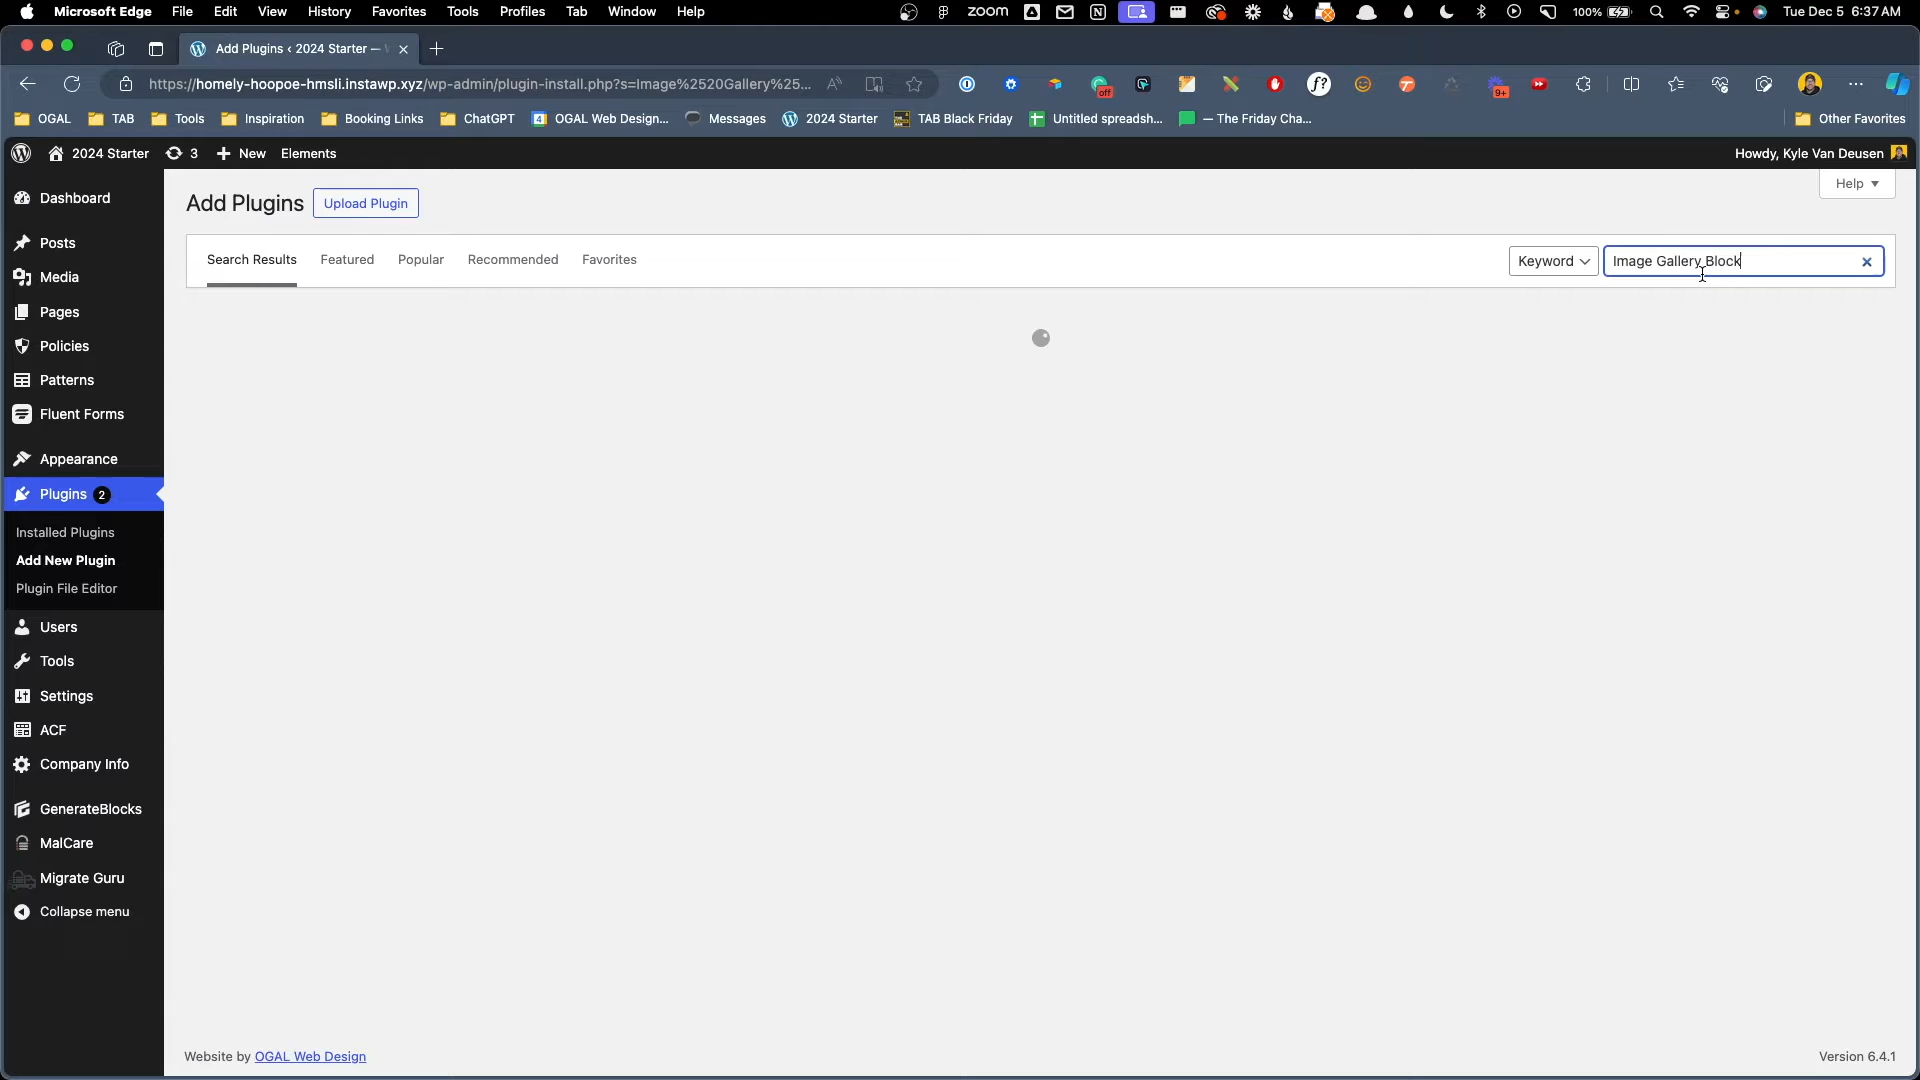 Microsoft Edge File Edit View History Favorites Tools Profiles Tab Window Help zoom 100% Tue Dec 5 6:37 AM
Add Plugins ‹ 2024 Starter —
https://homely-hoopoe-hmsli.instawp.xyz/wp-admin/plugin-install.php?s=Image%2520Gallery%25... off f? 9+
OGAL TAB Tools Inspiration Booking Links ChatGPT 4 OGAL Web Design... Messages 2024 Starter TAB Black Friday Untitled spreadsh... — The Friday Cha... Other Favorites
2024 Starter 3 New Elements Howdy, Kyle Van Deusen
Help
Add Plugins Upload Plugin
Search Results Featured Popular Recommended Favorites Keyword Image Gallery Block
Dashboard
Posts
Media
Pages
Policies
Patterns
Fluent Forms
Appearance
Plugins 2
Installed Plugins
Add New Plugin
Plugin File Editor
Users
Tools
Settings
ACF
Company Info
GenerateBlocks
MalCare
Migrate Guru
Collapse menu
Website by OGAL Web Design Version 6.4.1